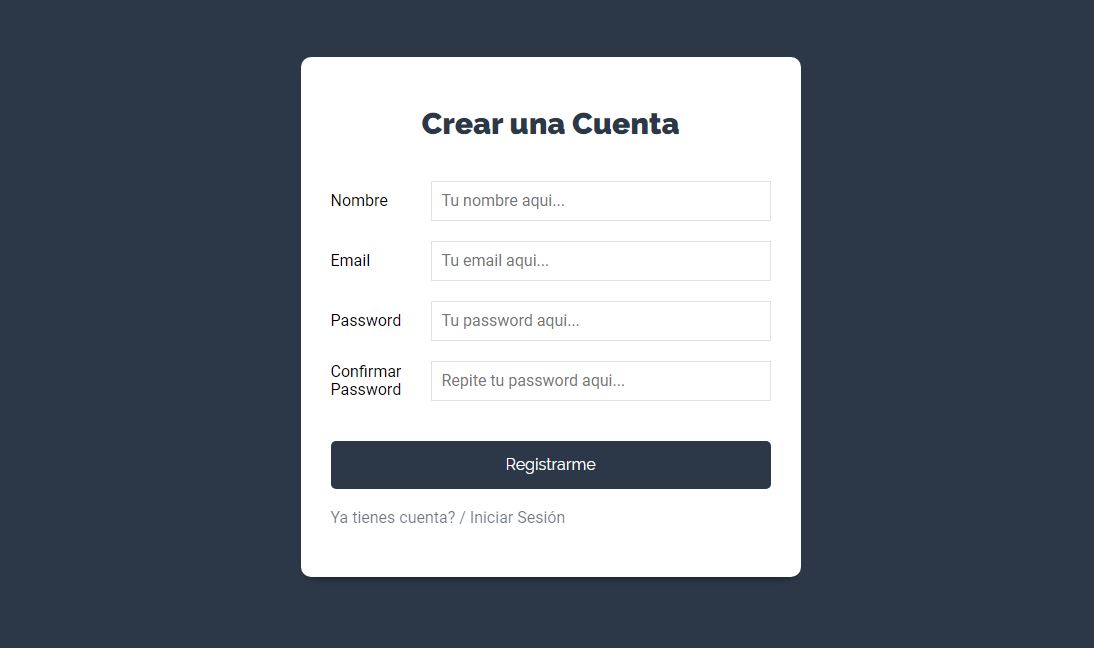 Crear una Cuenta
Nombre
Tu nombre aqui...
Email
Tu email aqui...
Password
Tu password aqui...
Confirmar
Password
Repite tu password aqui...
Registrarme
Ya tienes cuenta? / Iniciar Sesión